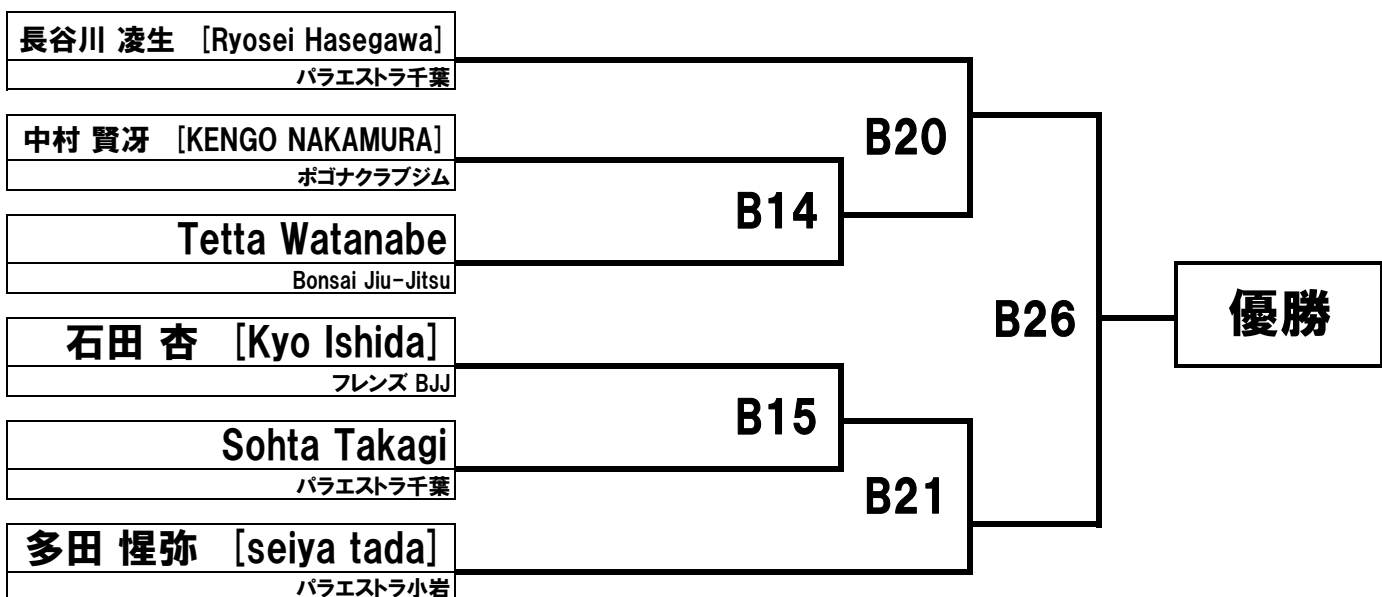 長谷川 凌生 [Ryosei Hasegawa]
パラエストラ千葉
中村 賢冴 [KENGO NAKAMURA]
ポゴナクラブジム
Tetta Watanabe
Bonsai Jiu-Jitsu
石田 杏 [Kyo Ishida]
フレンズ BJJ
Sohta Takagi
パラエストラ千葉
多田 惺弥 [seiya tada]
パラエストラ小岩
B14
B15
B20
B21
B26
優勝